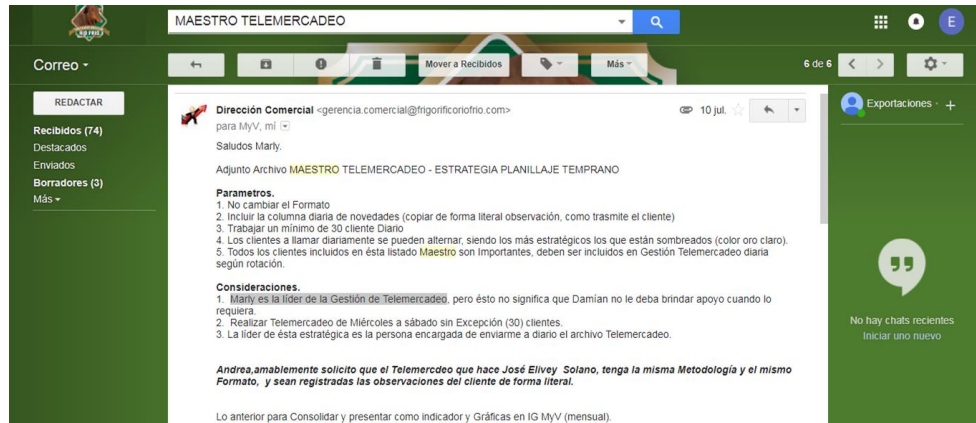 RIO FRIO
MAESTRO TELEMERCADEO
E
Correo
Mover a Recibidos
Más
6 de 6
REDACTAR
Recibidos (74)
Destacados
Enviados
Borradores (3)
Más
Dirección Comercial <gerencia.comercial@frigorificoriofrio.com>
10 jul.
para MyV, mí
Exportaciones
Saludos Marly.
Adjunto Archivo MAESTRO TELEMERCADEO - ESTRATEGIA PLANILLAJE TEMPRANO
Parametros.
1. No cambiar el Formato
2. Incluir la columna diaria de novedades (copiar de forma literal observación, como trasmite el cliente)
3. Trabajar un mínimo de 30 cliente Diario
4. Los clientes a llamar diariamente se pueden alternar, siendo los más estratégicos los que están sombreados (color oro claro).
5. Todos los clientes incluidos en ésta listado Maestro son Importantes, deben ser incluidos en Gestión Telemercadeo diaria
según rotación.
Consideraciones.
1. Marly es la líder de la Gestión de Telemercadeo, pero ésto no significa que Damían no le deba brindar apoyo cuando lo
requiera.
2. Realizar Telemercadeo de Miércoles a sábado sin Excepción (30) clientes.
3. La líder de ésta estratégica es la persona encargada de enviarme a diario el archivo Telemercadeo.
Andrea,amablemente solicito que el Telemercdeo que hace José Elivey Solano, tenga la misma Metodología y el mismo
Formato, y sean registradas las observaciones del cliente de forma literal.
Lo anterior para Consolidar y presentar como indicador y Gráficas en IG MyV (mensual).
No hay chats recientes
Iniciar uno nuevo